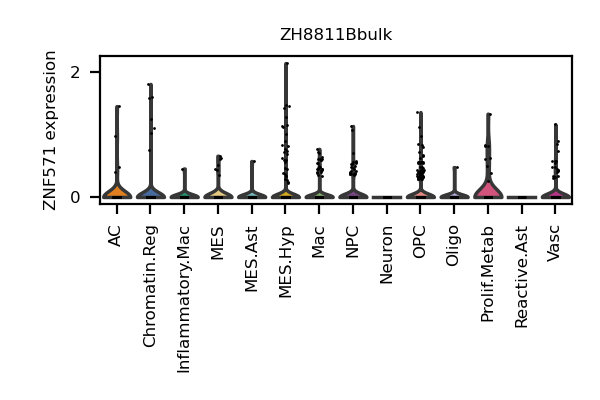 ZH8811Bbulk
ZNF571 expression
2
0
AC
Chromatin.Reg
Inflammatory.Mac
MES
MES.Ast
MES.Hyp
Mac
NPC
Neuron
OPC
Oligo
Prolif.Metab
Reactive.Ast
Vasc